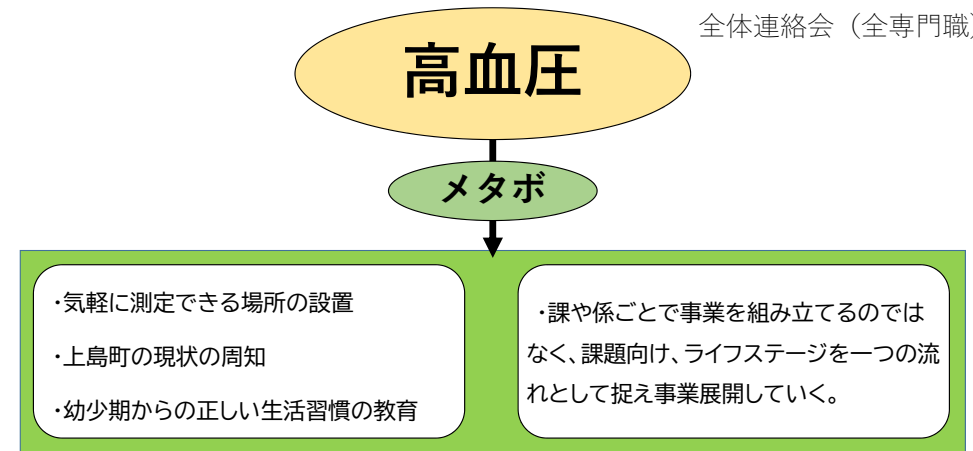 全体連絡会（全専門職）
高血圧
メタボ
・気軽に測定できる場所の設置
・上島町の現状の周知
・幼少期からの正しい生活習慣の教育
・課や係ごとで事業を組み立てるのでは
なく、課題向け、ライフステージを一つの流
れとして捉え事業展開していく。